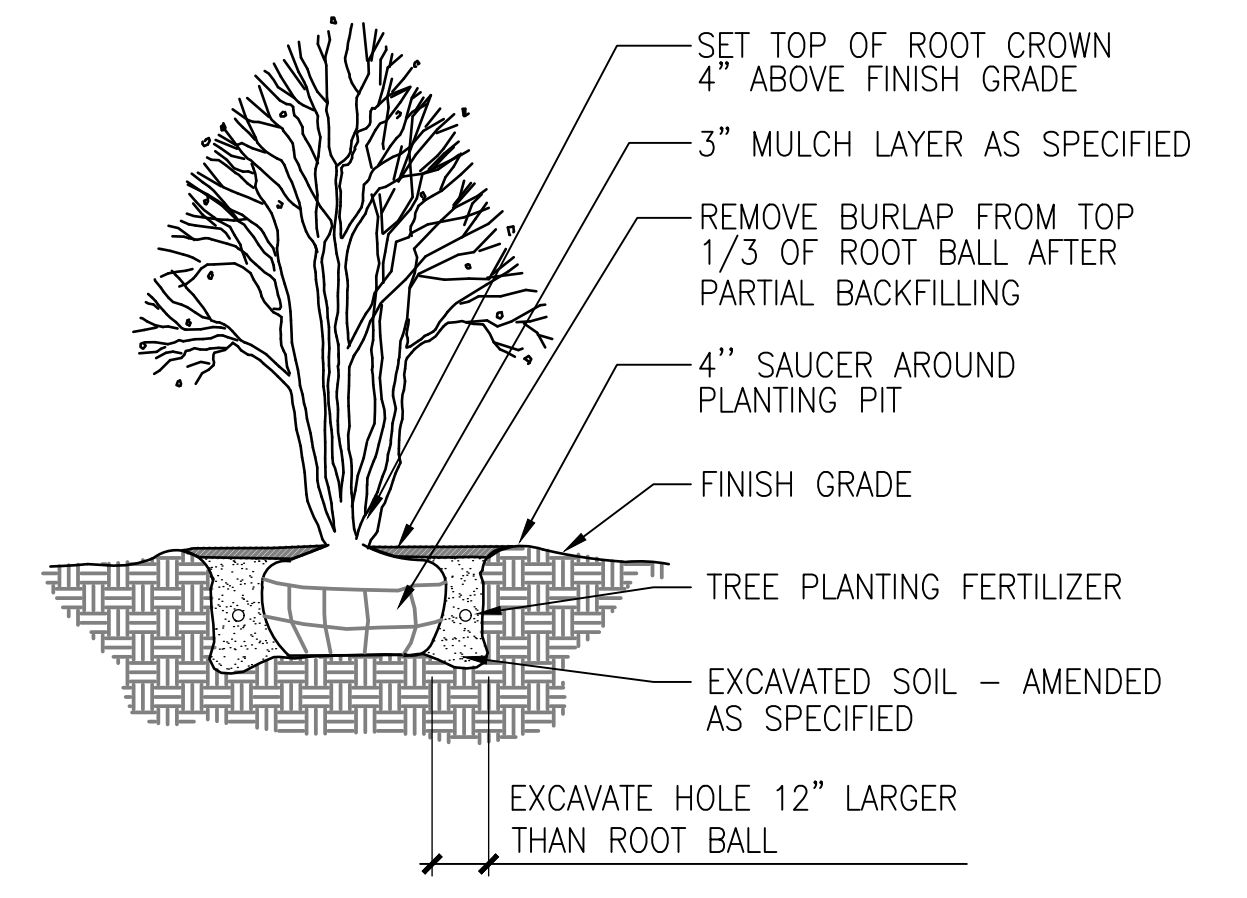 SET TOP OF ROOT CROWN
4” ABOVE FINISH GRADE
3” MULCH LAYER AS SPECIFIED
REMOVE BURLAP FROM TOP
1/3 OF ROOT BALL AFTER
PARTIAL BACKFILLING
4’’ SAUCER AROUND
PLANTING PIT
FINISH GRADE
TREE PLANTING FERTILIZER
EXCAVATED SOIL – AMENDED
AS SPECIFIED
EXCAVATE HOLE 12” LARGER
THAN ROOT BALL